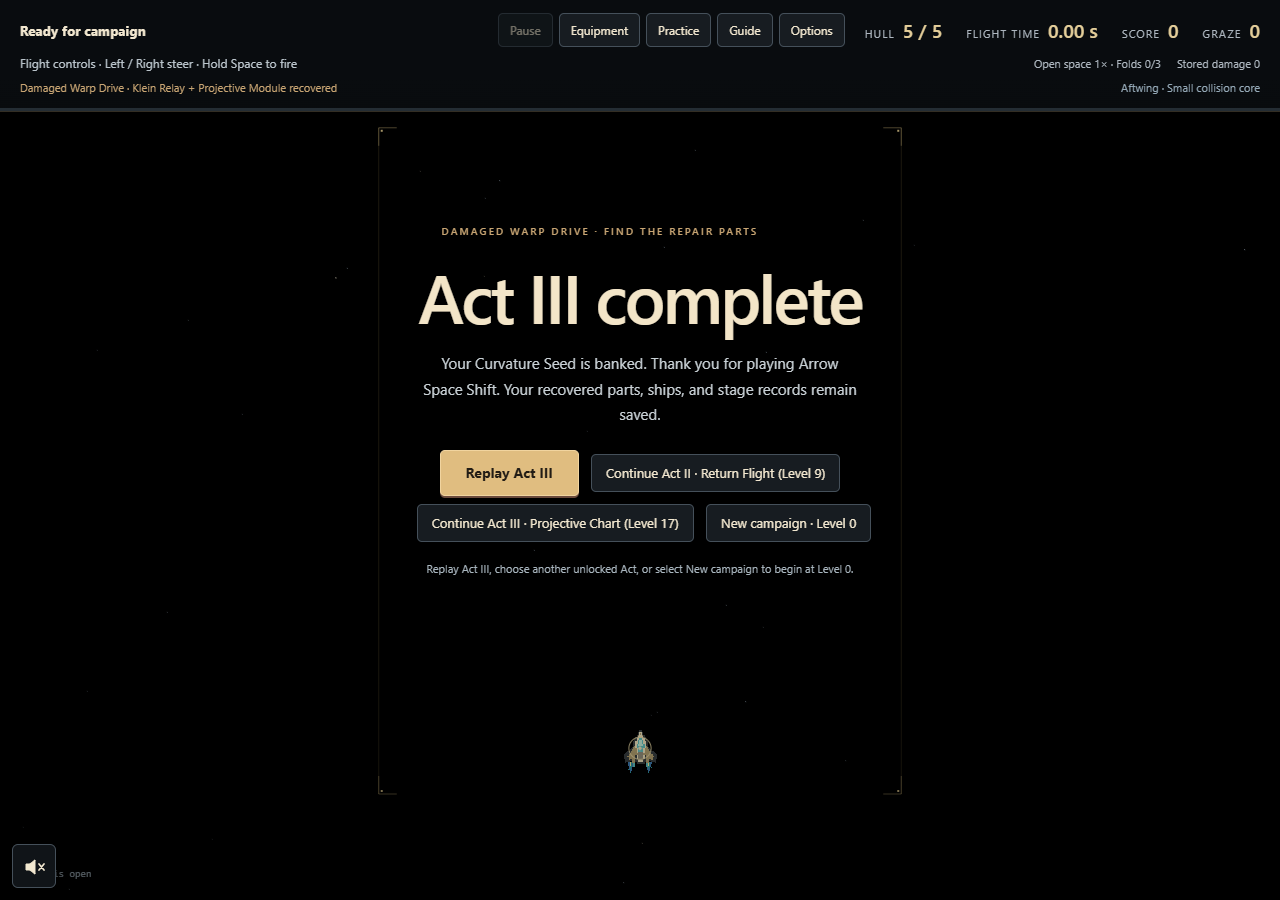 Ready for campaign
Pause
Equipment
Practice
Guide
Options
HULL 5 / 5
FLIGHT TIME 0.00 s
SCORE 0
GRAZE 0
Flight controls · Left / Right steer · Hold Space to fire
Open space 1× · Folds 0/3
Stored damage 0
Damaged Warp Drive · Klein Relay + Projective Module recovered
Aftwing · Small collision core
DAMAGED WARP DRIVE · FIND THE REPAIR PARTS
Act III complete
Your Curvature Seed is banked. Thank you for playing Arrow
Space Shift. Your recovered parts, ships, and stage records remain
saved.
Replay Act III
Continue Act II · Return Flight (Level 9)
Continue Act III · Projective Chart (Level 17)
New campaign · Level 0
Replay Act III, choose another unlocked Act, or select New campaign to begin at Level 0.
is open